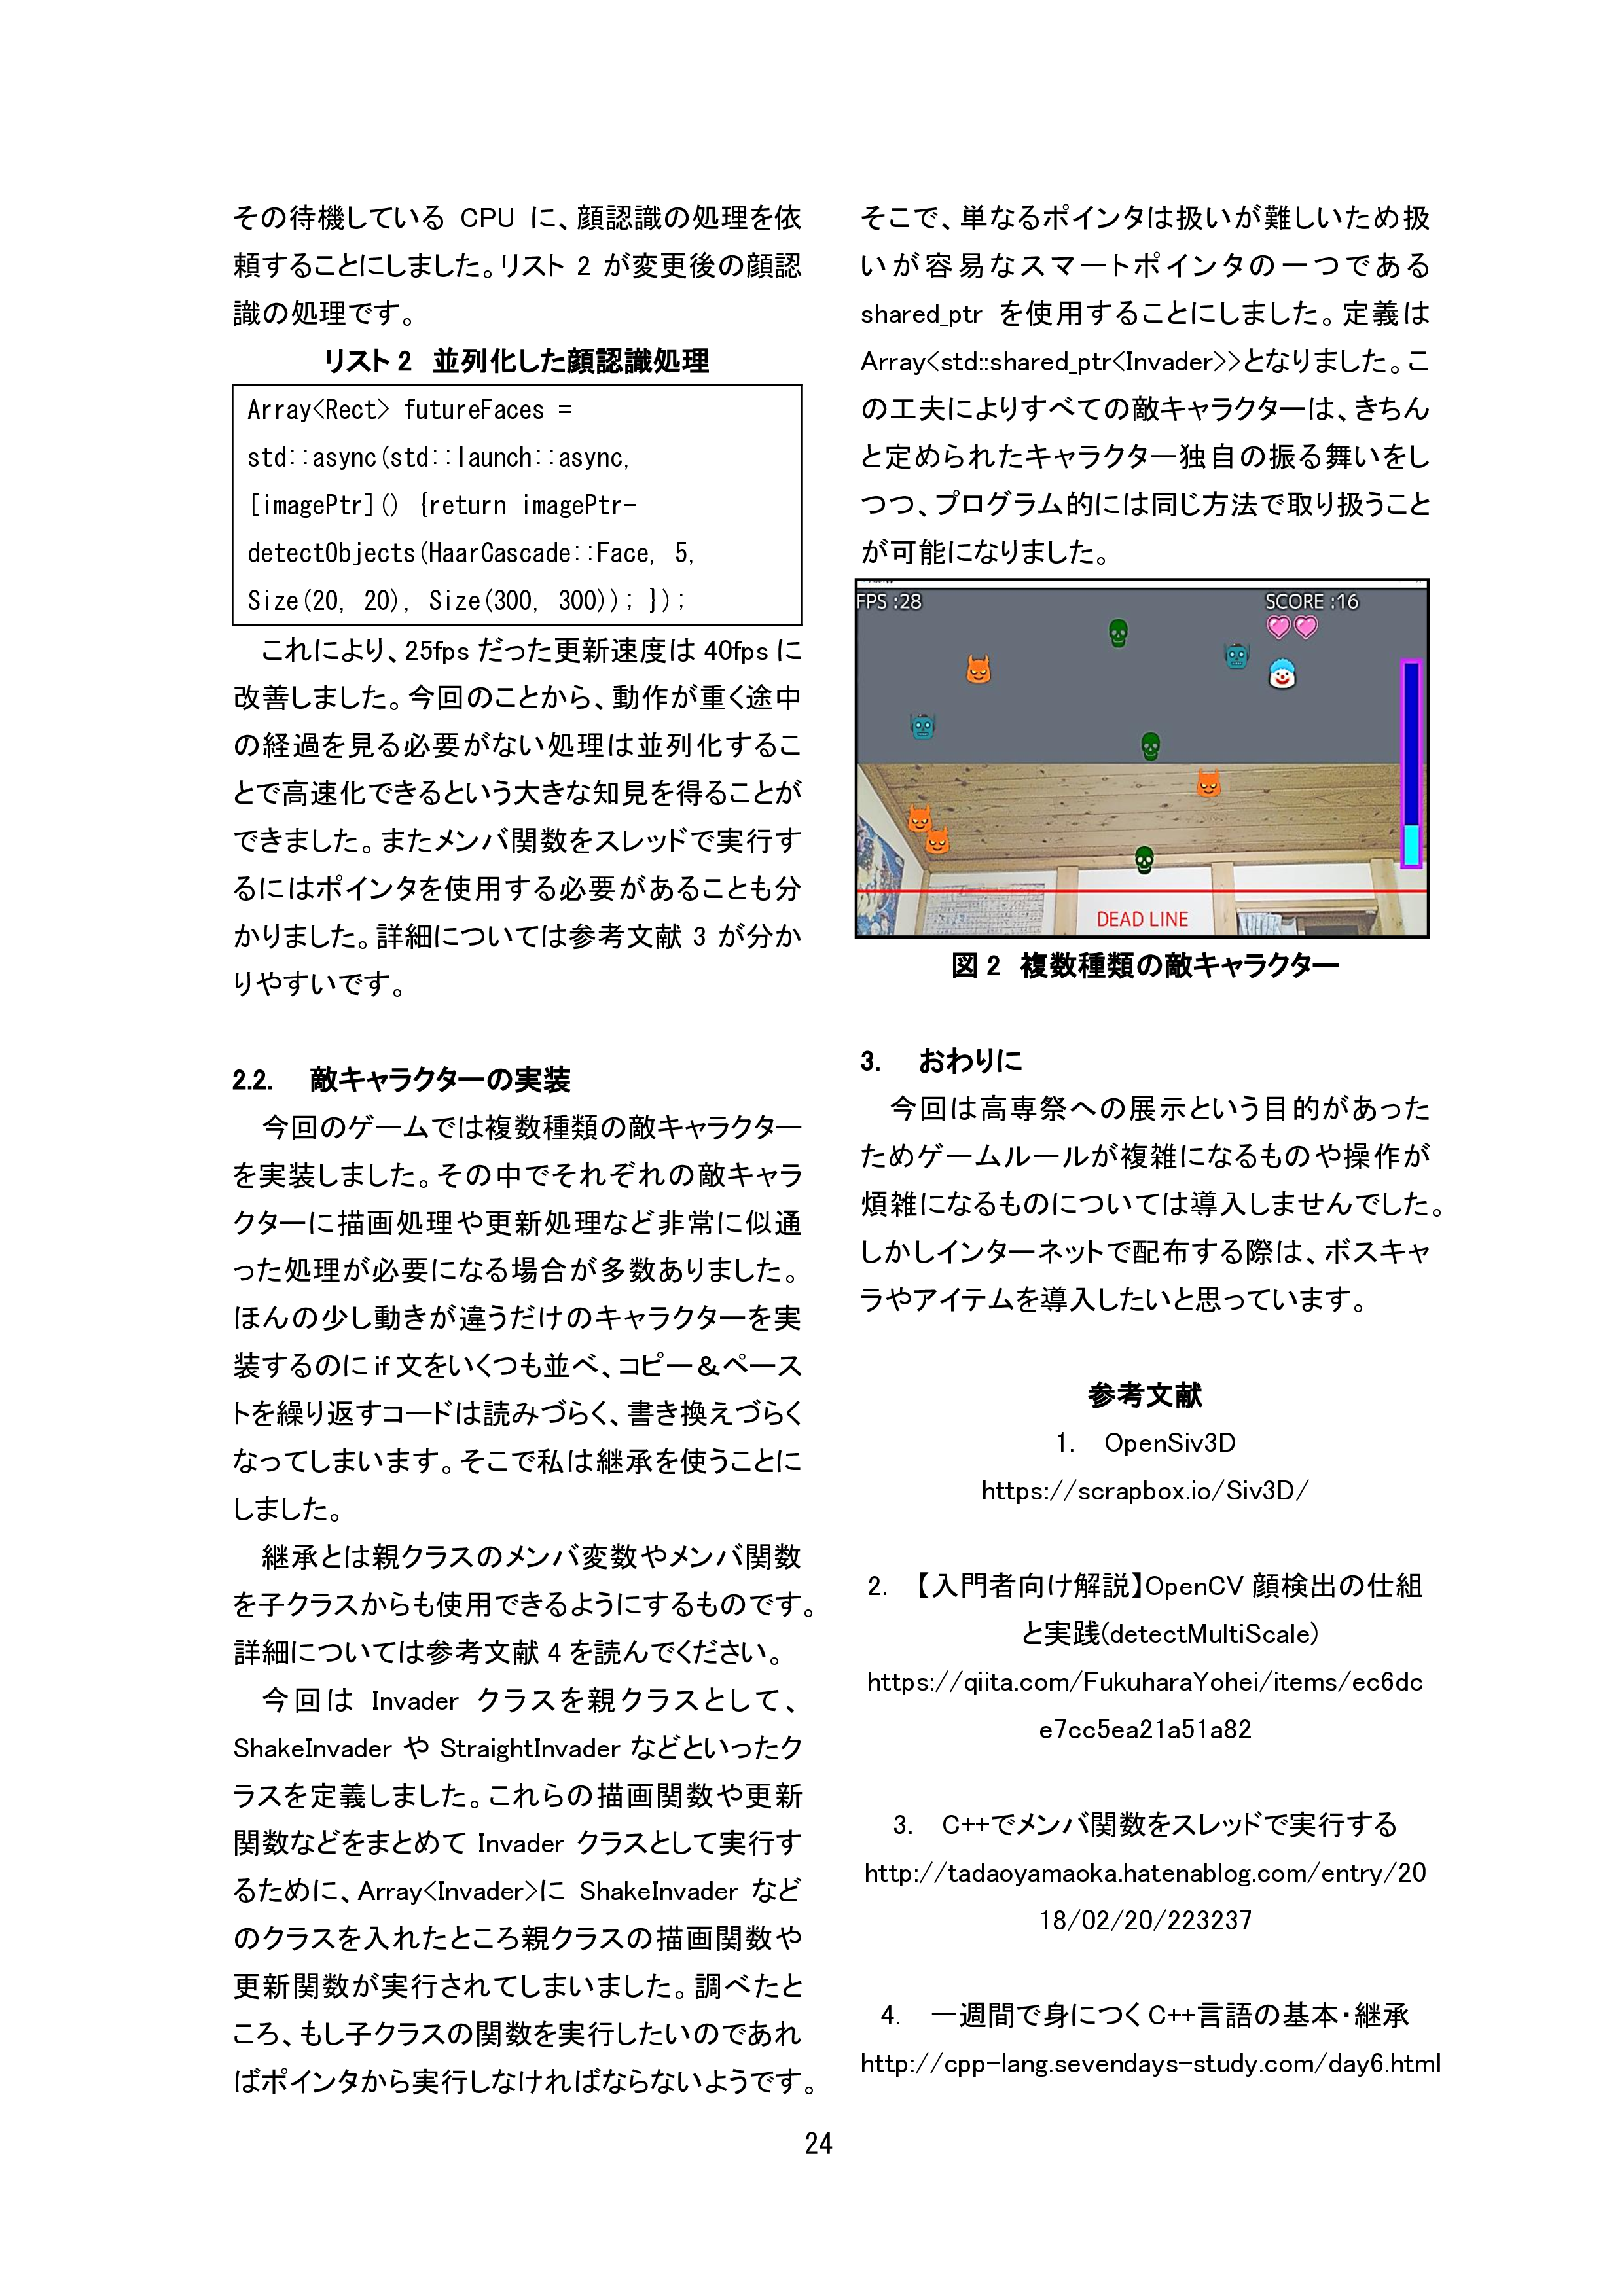 その待機している CPU に、顔認識の処理を依
頼することにしました。リスト 2 が変更後の顔認
識の処理です。
リスト 2 並列化した顔認識処理
Array<Rect> futureFaces =
std::async(std::launch::async,
[imagePtr]() {return imagePtr-
detectObjects(HaarCascade::Face, 5,
Size(20, 20), Size(300, 300)); });
これにより、25fps だった更新速度は 40fps に
改善しました。今回のことから、動作が重く途中
の経過を見る必要がない処理は並列化するこ
とで高速化できるという大きな知見を得ることが
できました。またメンバ関数をスレッドで実行す
るにはポインタを使用する必要があることも分
かりました。詳細については参考文献 3 が分か
りやすいです。
2.2. 敵キャラクターの実装
今回のゲームでは複数種類の敵キャラクター
を実装しました。その中でそれぞれの敵キャラ
クターに描画処理や更新処理など非常に似通
った処理が必要になる場合が多数ありました。
ほんの少し動きが違うだけのキャラクターを実
装するのに if 文をいくつも並べ、コピー＆ペース
トを繰り返すコードは読みづらく、書き換えづらく
なってしまいます。そこで私は継承を使うことに
しました。
継承とは親クラスのメンバ変数やメンバ関数
を子クラスからも使用できるようにするものです。
詳細については参考文献 4 を読んでください。
今回は Invader クラスを親クラスとして、
ShakeInvader や StraightInvader などといったク
ラスを定義しました。これらの描画関数や更新
関数などをまとめて Invader クラスとして実行す
るために、Array<Invader>に ShakeInvader など
のクラスを入れたところ親クラスの描画関数や
更新関数が実行されてしまいました。調べたと
ころ、もし子クラスの関数を実行したいのであれ
ばポインタから実行しなければならないようです。
そこで、単なるポインタは扱いが難しいため扱
いが容易なスマートポインタの一つである
shared_ptr を使用することにしました。定義は
Array<std::shared_ptr<Invader>>となりました。こ
の工夫によりすべての敵キャラクターは、きちん
と定められたキャラクター独自の振る舞いをし
つつ、プログラム的には同じ方法で取り扱うこと
が可能になりました。
FPS :28
SCORE :16
DEAD LINE
図 2 複数種類の敵キャラクター
3. おわりに
今回は高専祭への展示という目的があった
ためゲームルールが複雑になるものや操作が
煩雑になるものについては導入しませんでした。
しかしインターネットで配布する際は、ボスキャ
ラやアイテムを導入したいと思っています。
参考文献
1. OpenSiv3D
https://scrapbox.io/Siv3D/
2. 【入門者向け解説】OpenCV 顔検出の仕組
と実践(detectMultiScale)
https://qiita.com/FukuharaYohei/items/ec6dc
e7cc5ea21a51a82
3. C++でメンバ関数をスレッドで実行する
http://tadaoyamaoka.hatenablog.com/entry/20
18/02/20/223237
4. 一週間で身につくC++言語の基本・継承
http://cpp-lang.sevendays-study.com/day6.html
24